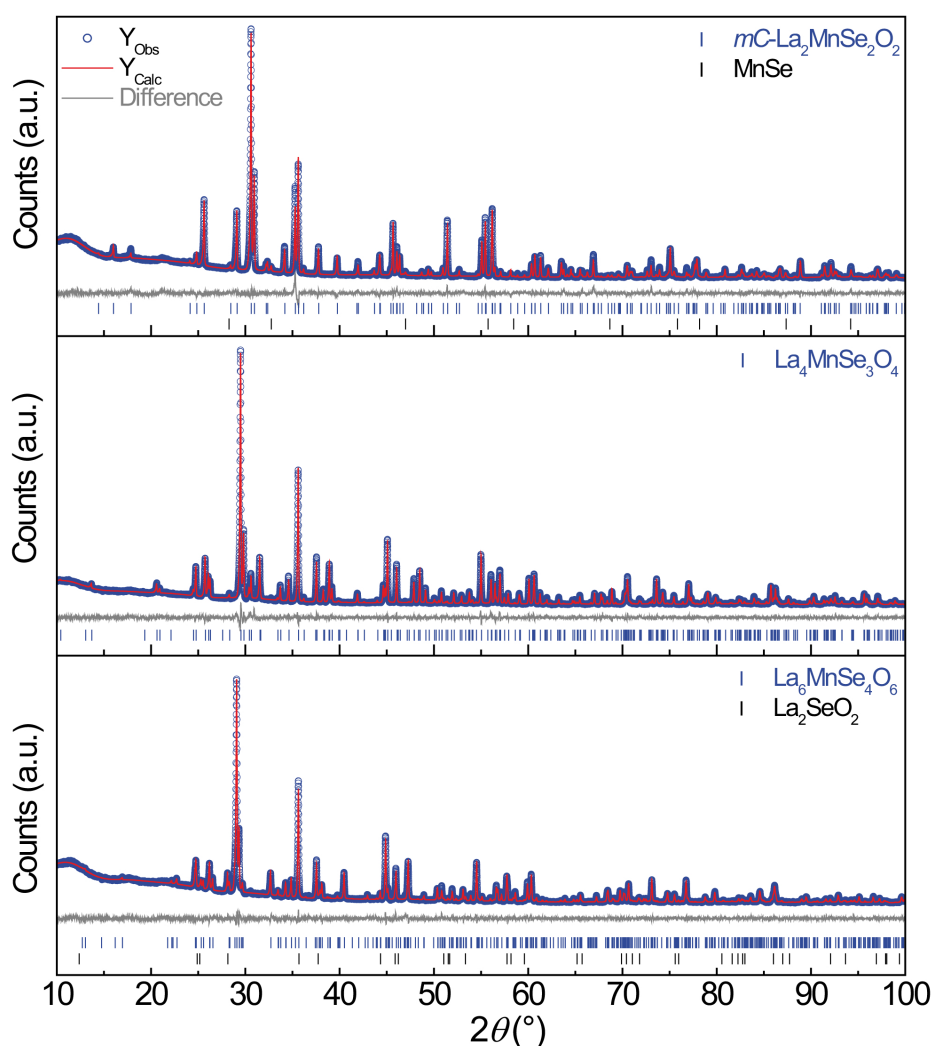 Y_Obs
Y_Calc
Difference
mC-La₂MnSe₂O₂
MnSe
Counts (a.u.)
La₄MnSe₃O₄
Counts (a.u.)
La₆MnSe₄O₆
La₂SeO₂
Counts (a.u.)
10 20 30 40 50 60 70 80 90 100
2θ(°)